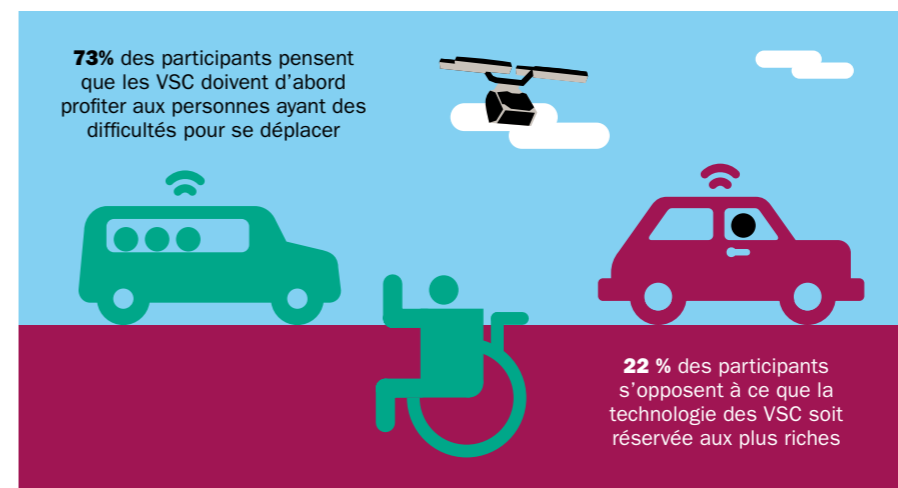 73% des participants pensent
que les VSC doivent d’abord
profiter aux personnes ayant des
difficultés pour se déplacer
22 % des participants
s’opposent à ce que la
technologie des VSC soit
réservée aux plus riches